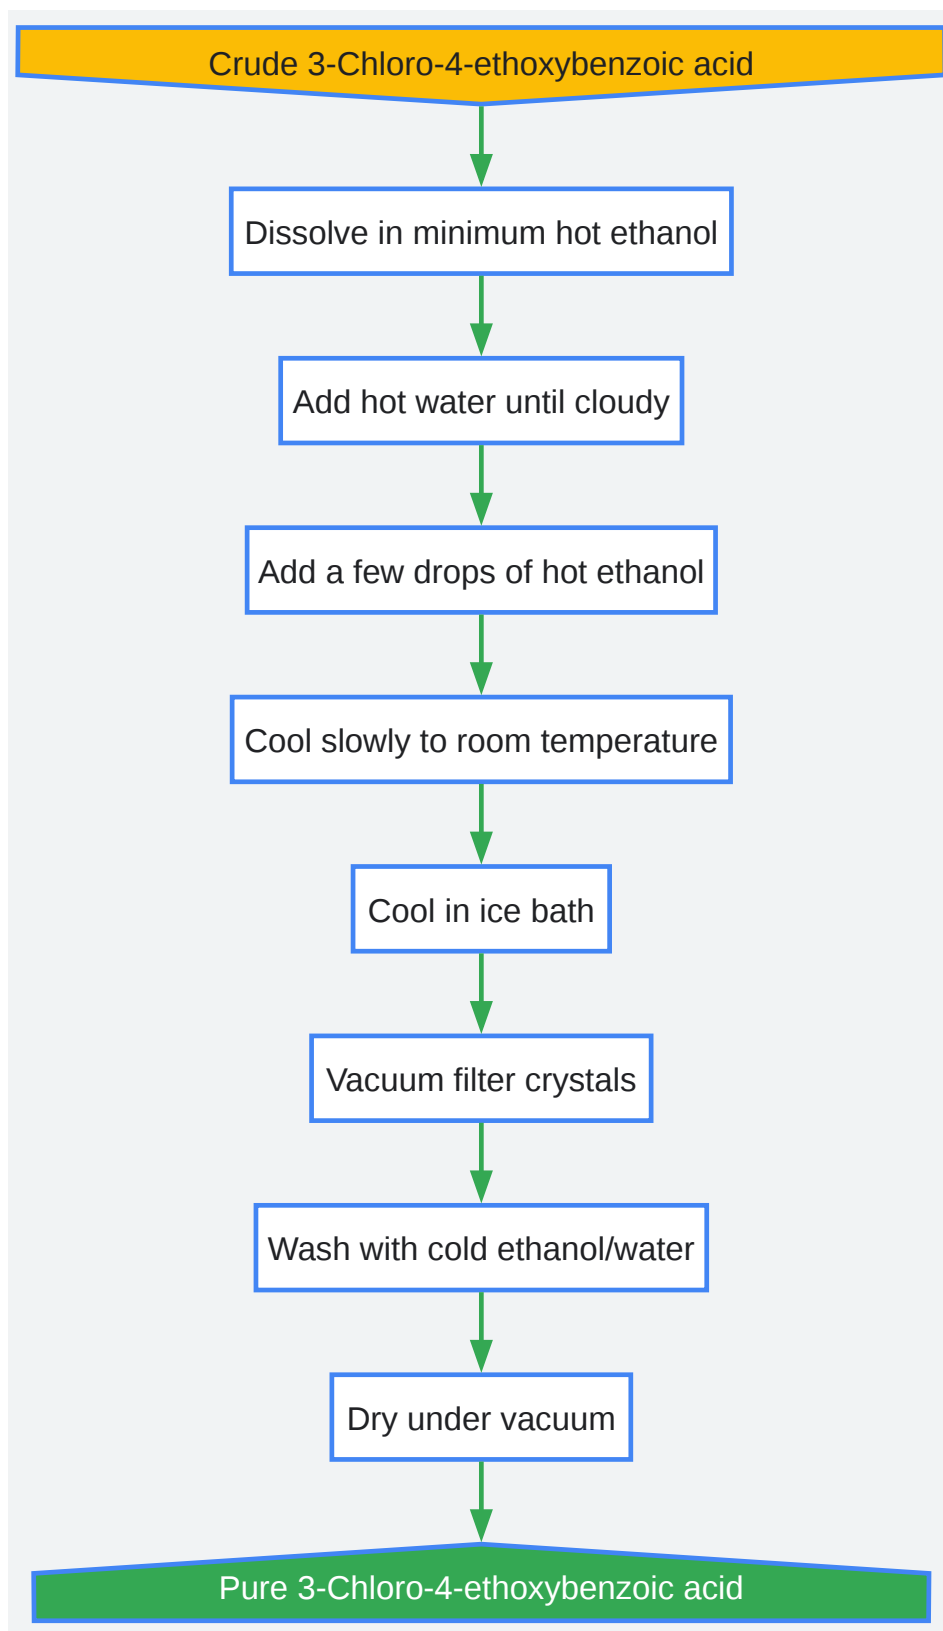 Crude 3-Chloro-4-ethoxybenzoic acid
Dissolve in minimum hot ethanol
Add hot water until cloudy
Add a few drops of hot ethanol
Cool slowly to room temperature
Cool in ice bath
Vacuum filter crystals
Wash with cold ethanol/water
Dry under vacuum
Pure 3-Chloro-4-ethoxybenzoic acid